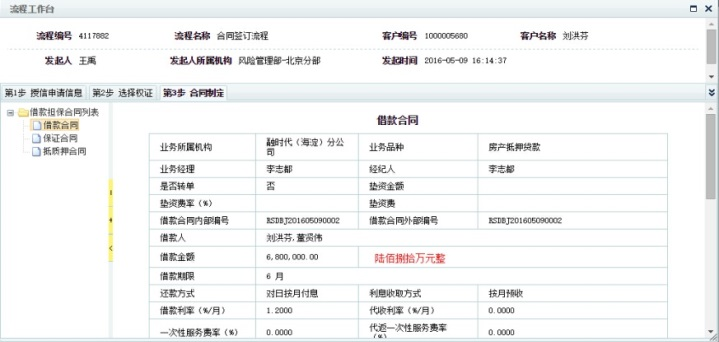 流程工作台
流程编号 4117882 流程名称 合同签订流程 客户编号 1000005680 客户名称 刘洪芬
发起人 王禹 发起人所属机构 风险管理部-北京分部 发起时间 2016-05-09 16:14:37
第1步 授信申请信息 第2步 选择权证 第3步 合同制定
借款担保合同列表
借款合同
保证合同
抵质押合同
借款合同
业务所属机构 融时代（海淀）分公司 业务品种 房产抵押贷款
业务经理 李志都 经纪人 李志都
是否转单 否 垫资金额
垫资费率（%） 垫资费
借款合同内部编号 RSDBJ201605090002 借款合同外部编号 RSDBJ201605090002
借款人 刘洪芬,董贤伟
借款金额 6,800,000.00 陆佰捌拾万元整
借款期限 6 月
还款方式 对日按月付息 利息收取方式 按月预收
借款利率（%/月） 1.2000 代收利率（%/月） 0.0000
一次性服务费率（%） 0.0000 代返一次性服务费率（%） 0.0000